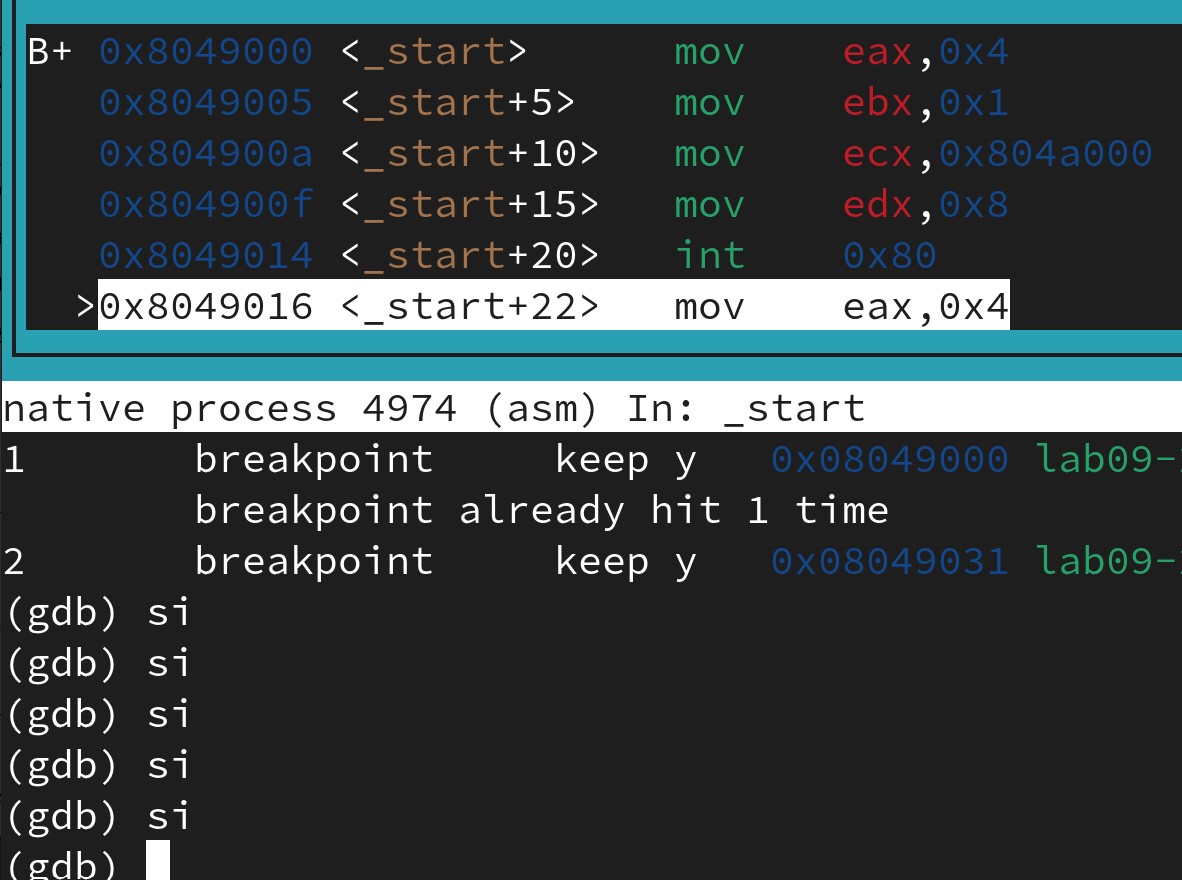 B+ 0x8049000 <_start> mov eax,0x4
0x8049005 <_start+5> mov ebx,0x1
0x804900a <_start+10> mov ecx,0x804a000
0x804900f <_start+15> mov edx,0x8
0x8049014 <_start+20> int 0x80
>0x8049016 <_start+22> mov eax,0x4
native process 4974 (asm) In: _start
1 breakpoint keep y 0x08049000 lab09-
breakpoint already hit 1 time
2 breakpoint keep y 0x08049031 lab09-
(gdb) si
(gdb) si
(gdb) si
(gdb) si
(gdb) si
(gdb)